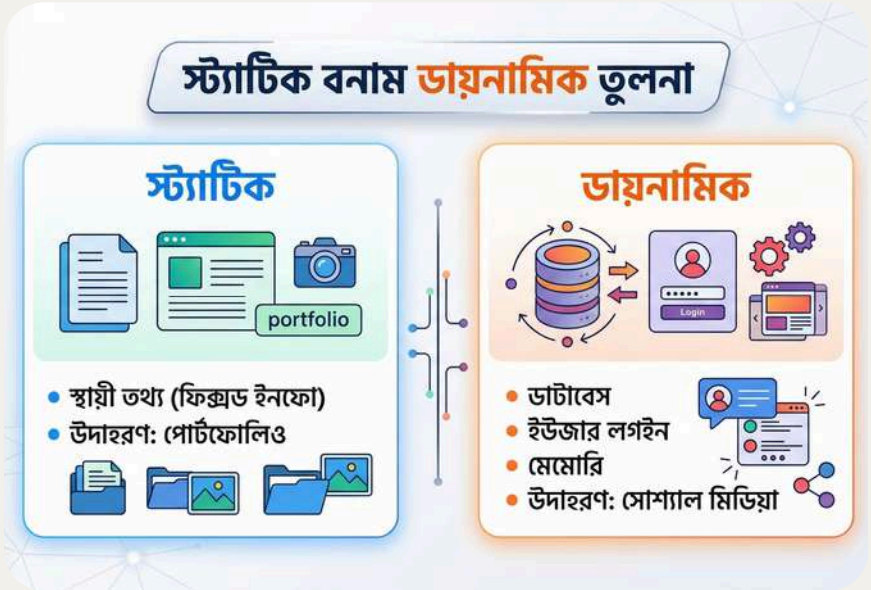 স্ট্যাটিক বনাম ডায়নামিক তুলনা
স্ট্যাটিক
portfolio
স্থায়ী তথ্য (ফিক্সড ইনফো)
উদাহরণ: পোর্টফোলিও
ডায়নামিক
Login
ডাটাবেস
ইউজার লগইন
মেমোরি
উদাহরণ: সোশ্যাল মিডিয়া